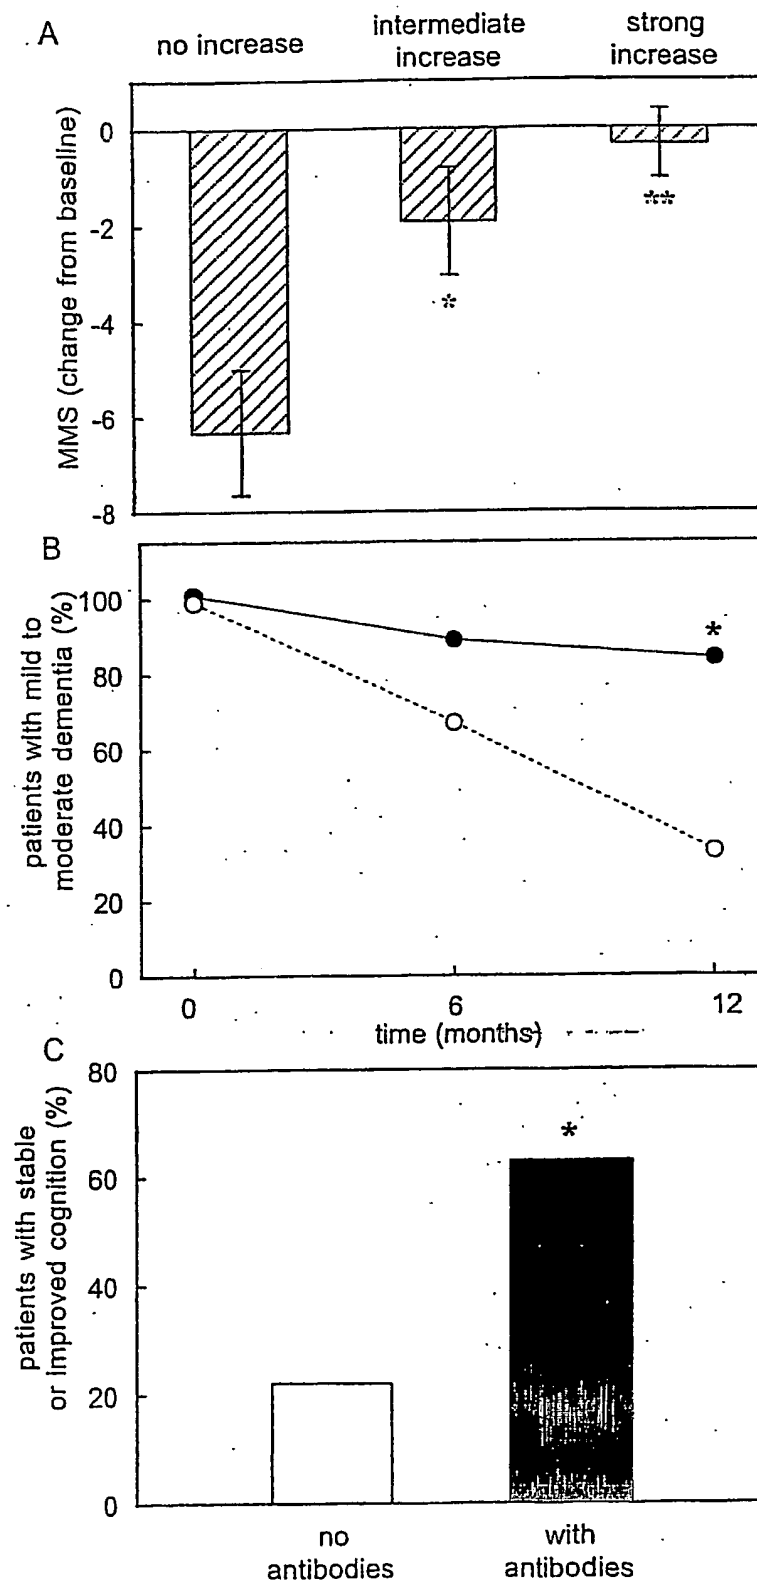 A
no increase
intermediate
increase
strong
increase
MMS (change from baseline)
0
-2
-4
-6
-8
*
**
B
patients with mild to
moderate dementia (%)
100
80
60
40
20
0
*
0
6
12
time (months)
C
patients with stable
or improved cognition (%)
80
60
40
20
0
*
no
antibodies
with
antibodies